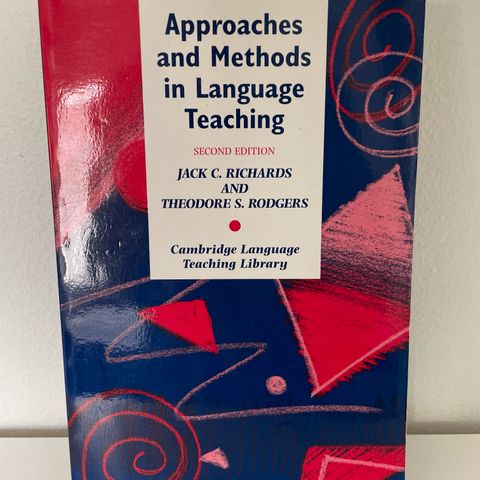 Approaches
and Methods
in Language
Teaching
SECOND EDITION
JACK C. RICHARDS
AND
THEODORE S. RODGERS
Cambridge Language
Teaching Library